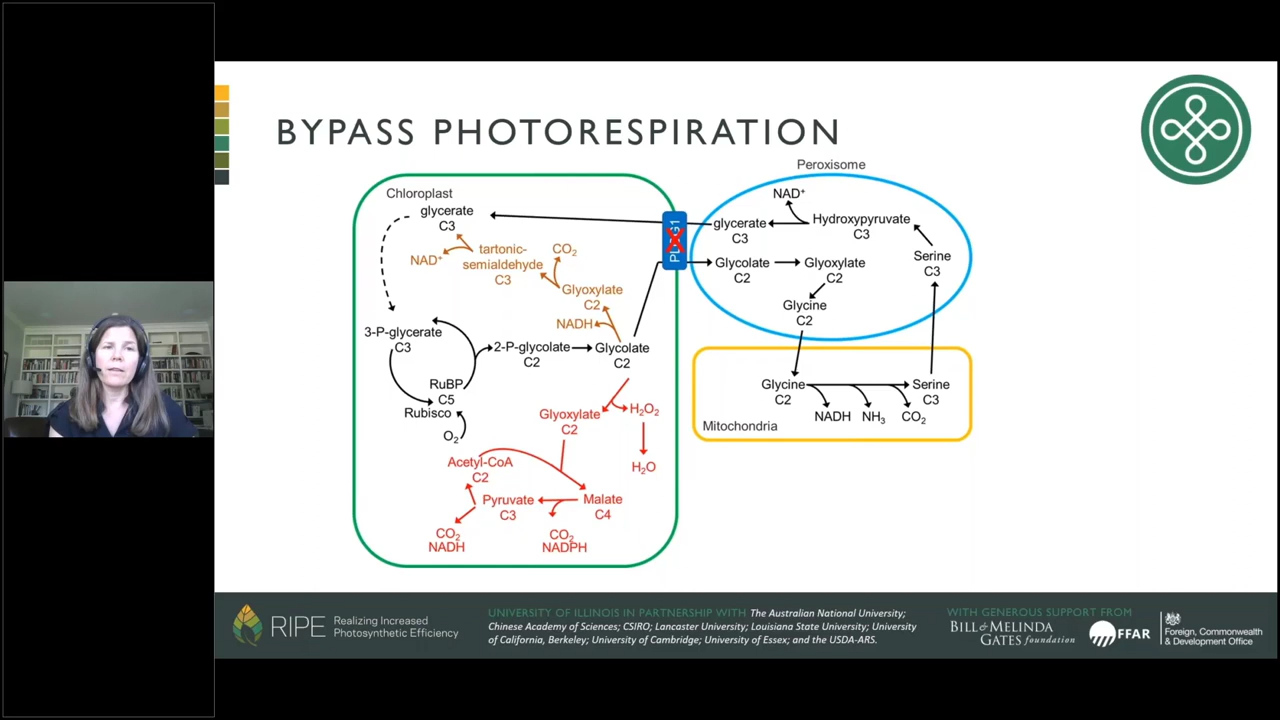 BYPASS PHOTORESPIRATION
Chloroplast
glycerate
C3
tartonic-
semialdehyde
C3
NAD⁺
CO₂
Glyoxylate
C2
NADH
3-P-glycerate
C3
2-P-glycolate
C2
Glycolate
C2
RuBP
C5
Rubisco
O₂
Glyoxylate
C2
H₂O₂
H₂O
Acetyl-CoA
C2
Pyruvate
C3
Malate
C4
CO₂
NADH
CO₂
NADPH
Peroxisome
NAD⁺
glycerate
C3
Hydroxypyruvate
C3
Glycolate
C2
Glyoxylate
C2
Serine
C3
Glycine
C2
Glycine
C2
Serine
C3
NADH
NH₃
CO₂
Mitochondria
RIPE
Realizing Increased
Photosynthetic Efficiency
UNIVERSITY OF ILLINOIS IN PARTNERSHIP WITH The Australian National University;
Chinese Academy of Sciences; CSIRO; Lancaster University; Louisiana State University; University
of California, Berkeley; University of Cambridge; University of Essex; and the USDA-ARS.
WITH GENEROUS SUPPORT FROM
BILL & MELINDA
GATES foundation
FFAR
Foreign, Commonwealth
& Development Office